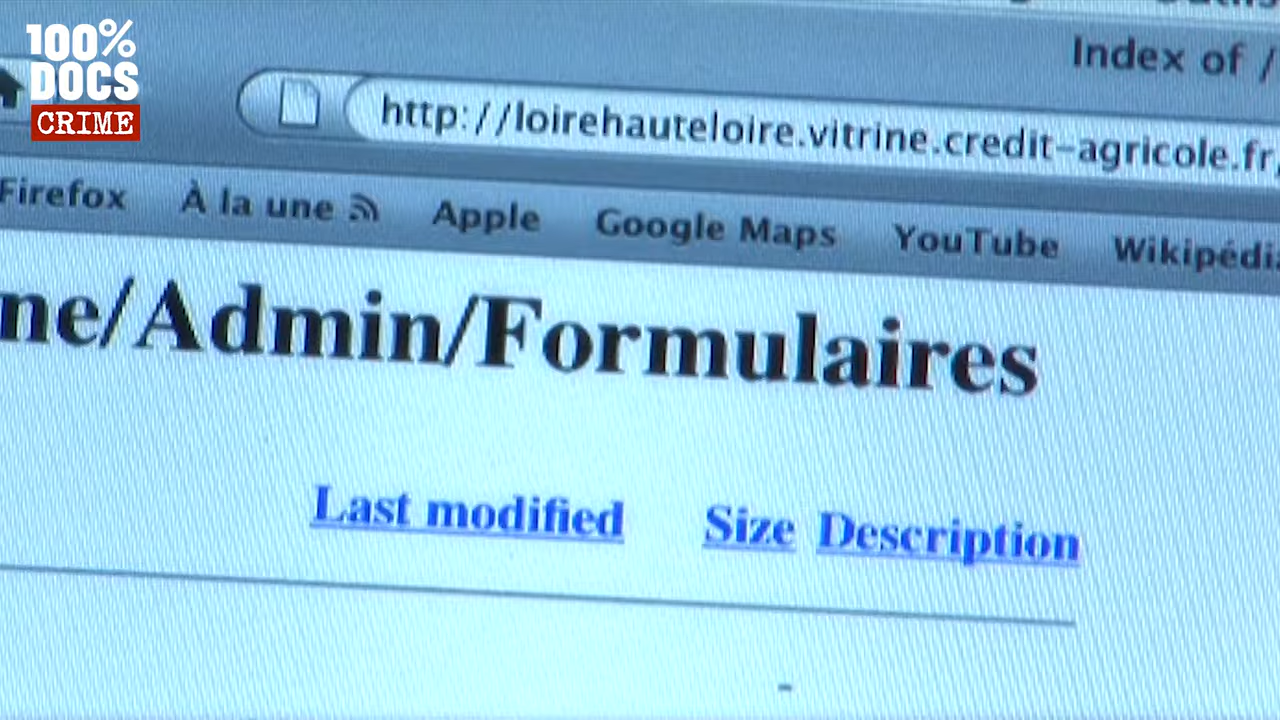 100%
DOCS
CRIME
Index of /
http://loirehauteloire.vitrine.credit-agricole.fr/
Firefox À la une Apple Google Maps YouTube Wikipédia
ne/Admin/Formulaires
Last modified Size Description
-